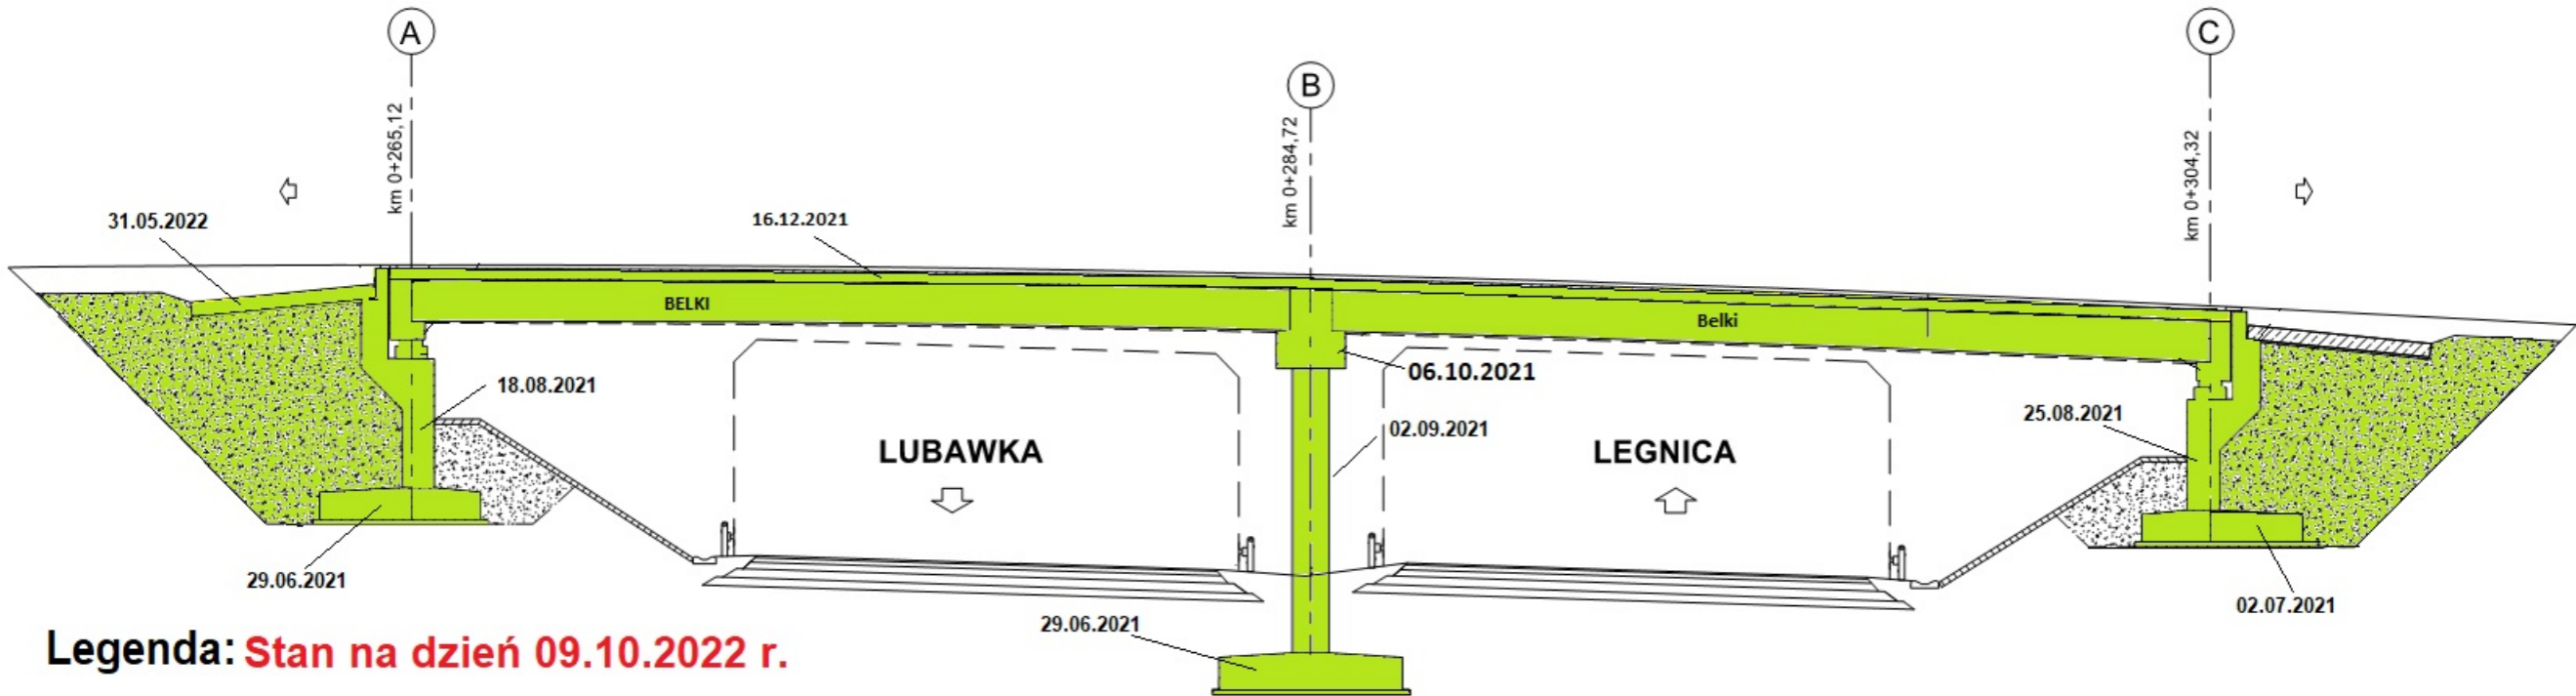 A
B
C
km 0+265,12
km 0+284,72
km 0+304,32
31.05.2022
16.12.2021
BELKI
Belki
18.08.2021
06.10.2021
02.09.2021
25.08.2021
LUBAWKA
LEGNICA
29.06.2021
29.06.2021
02.07.2021
Legenda: Stan na dzień 09.10.2022 r.